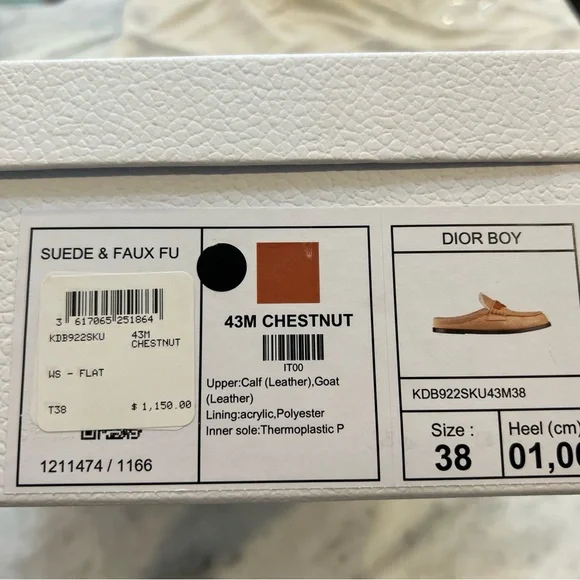 SUEDE & FAUX FU
3 617065 251864
KDB922SKU 43M
CHESTNUT
WS - FLAT
T38 $ 1,150.00
1211474 / 1166
43M CHESTNUT
IT00
Upper:Calf (Leather),Goat
(Leather)
Lining:acrylic,Polyester
Inner sole:Thermoplastic P
DIOR BOY
KDB922SKU43M38
Size :
38
Heel (cm)
01,00